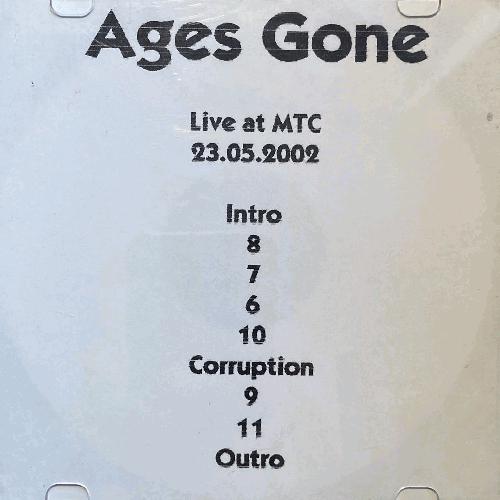 Ages Gone
Live at MTC
23.05.2002
Intro
8
7
6
10
Corruption
9
11
Outro